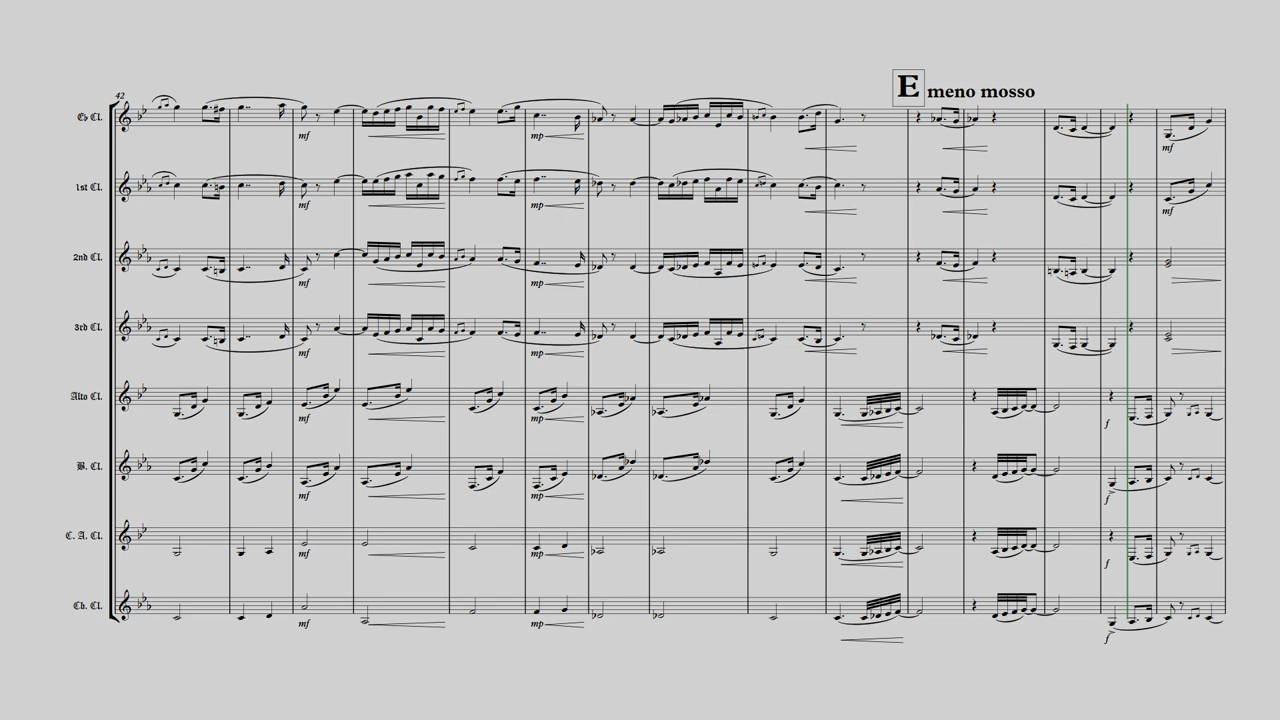 E meno mosso
42
E♭ Cl.
mf
mp
mf
1st Cl.
mf
mp
mf
2nd Cl.
mf
mp
3rd Cl.
mf
mp
Alto Cl.
mf
mp
f
B. Cl.
mf
mp
f
C. A. Cl.
mf
mp
f
Cb. Cl.
mf
mp
f